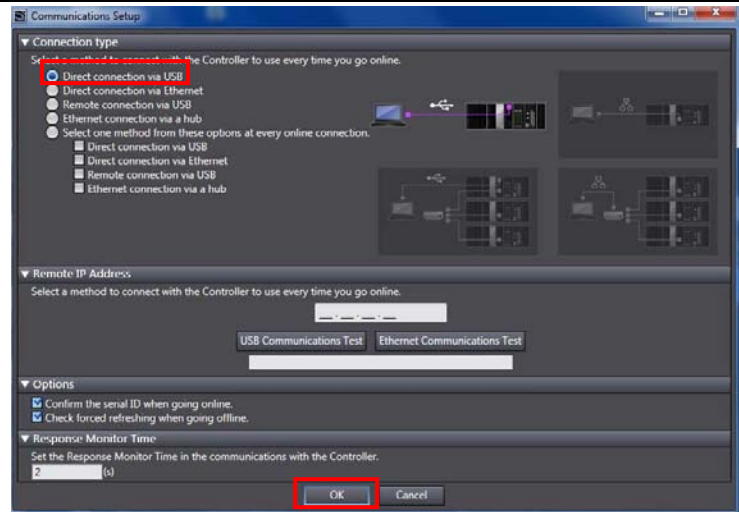 Communications Setup
▼ Connection type
Select a method to connect with the Controller to use every time you go online.
Direct connection via USB
Direct connection via Ethernet
Remote connection via USB
Ethernet connection via a hub
Select one method from these options at every online connection.
Direct connection via USB
Direct connection via Ethernet
Remote connection via USB
Ethernet connection via a hub
▼ Remote IP Address
Select a method to connect with the Controller to use every time you go online.
__.__.__.__
USB Communications Test Ethernet Communications Test
▼ Options
Confirm the serial ID when going online.
Check forced refreshing when going offline.
▼ Response Monitor Time
Set the Response Monitor Time in the communications with the Controller.
2 (s)
OK Cancel